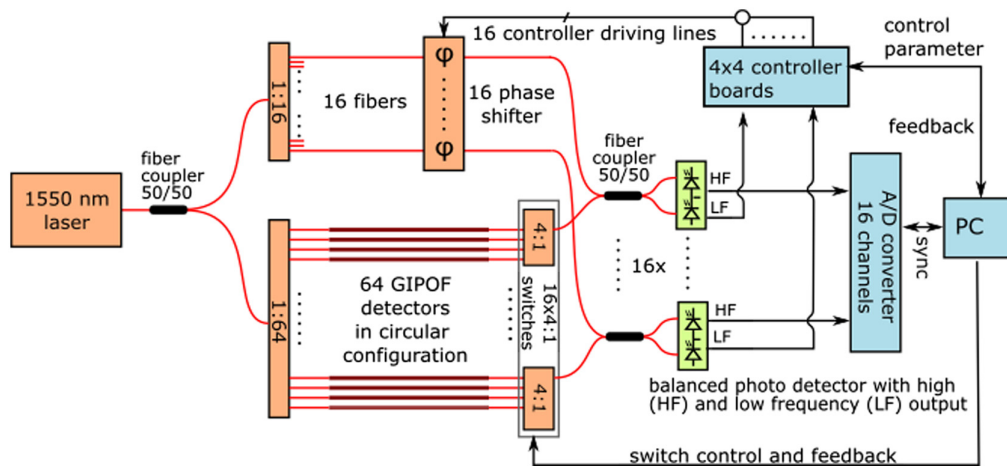 16 controller driving lines
control
parameter
φ
φ
1:16
16 fibers
16 phase
shifter
4x4 controller
boards
feedback
fiber
coupler
50/50
fiber
coupler
50/50
1550 nm
laser
HF
LF
A/D converter
16 channels
sync
PC
4:1
16x4:1
switches
4:1
16x
1:64
64 GIPOF
detectors
in circular
configuration
HF
LF
balanced photo detector with high
(HF) and low frequency (LF) output
switch control and feedback